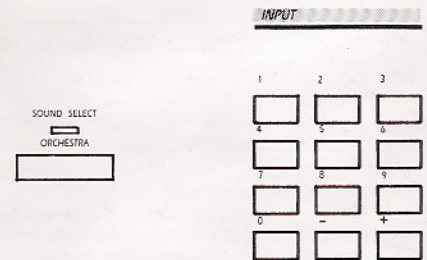 INPUT
1 2 3
SOUND SELECT
ORCHESTRA
4 5 6
7 8 9
0 - +